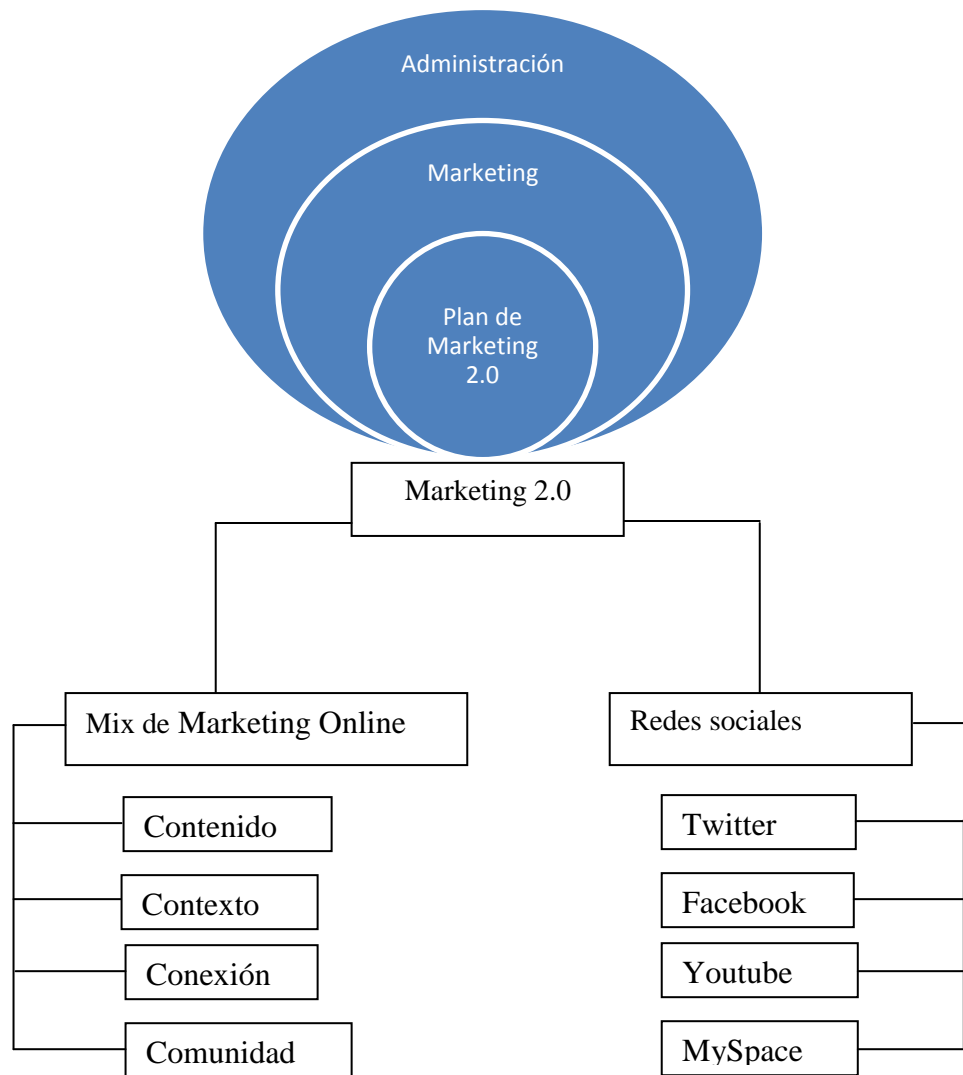 Administración
Marketing
Plan de
Marketing
2.0
Marketing 2.0
Mix de Marketing Online
Contenido
Contexto
Conexión
Comunidad
Redes sociales
Twitter
Facebook
Youtube
MySpace